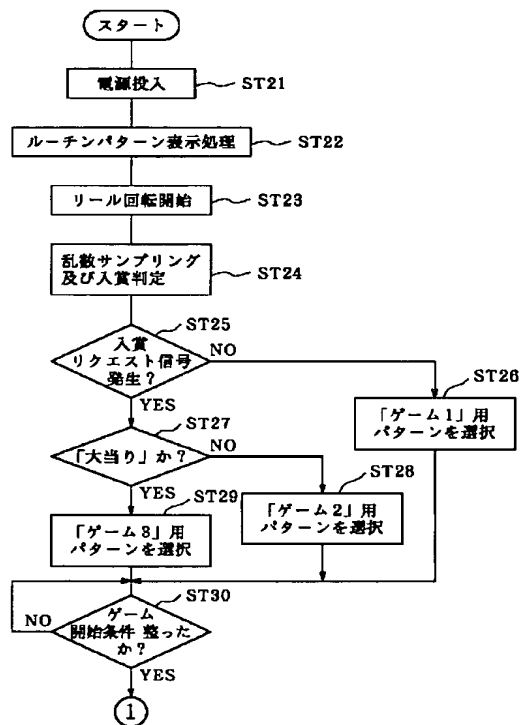 スタート
電源投入
ST21
ルーチンパターン表示処理
ST22
リール回転開始
ST23
乱数サンプリング
及び入賞判定
ST24
ST25
入賞
リクエスト信号
発生?
NO
YES
ST26
「ゲーム1」用
パターンを選択
ST27
「大当り」か?
NO
YES
ST28
「ゲーム2」用
パターンを選択
ST29
「ゲーム3」用
パターンを選択
ST30
ゲーム
開始条件 整った
か?
NO
YES
1